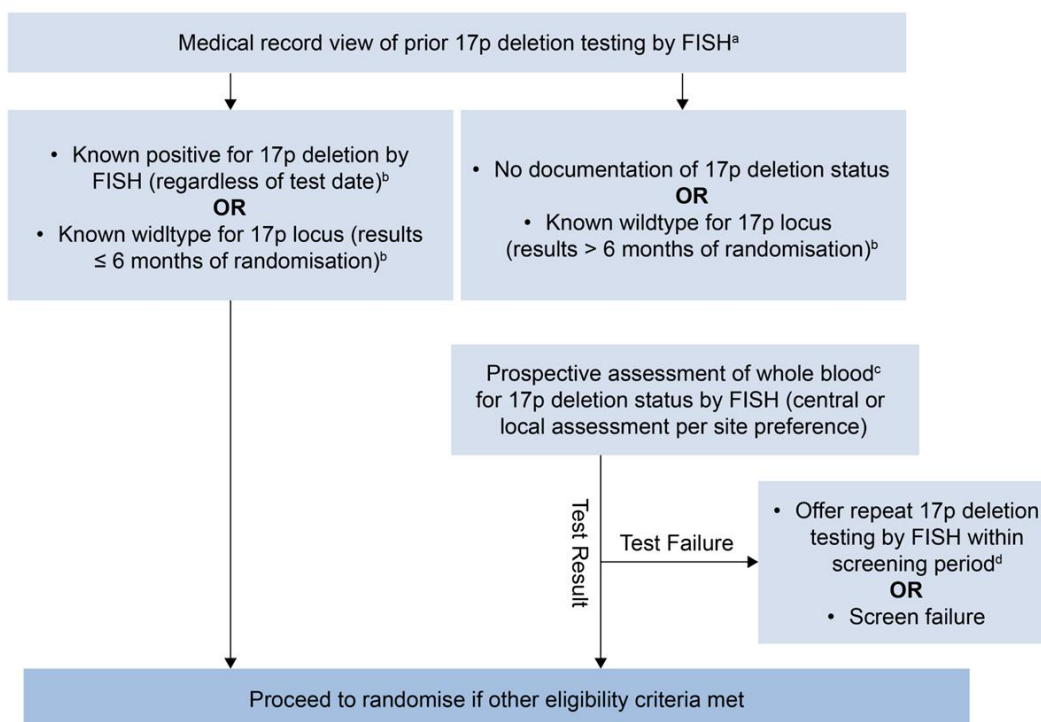 Medical record view of prior 17p deletion testing by FISHa
• Known positive for 17p deletion by
FISH (regardless of test date)b
OR
• Known widltype for 17p locus (results
≤ 6 months of randomisation)b
• No documentation of 17p deletion status
OR
• Known wildtype for 17p locus
(results > 6 months of randomisation)b
Prospective assessment of whole bloodc
for 17p deletion status by FISH (central or
local assessment per site preference)
Test Result
Test Failure
• Offer repeat 17p deletion
testing by FISH within
screening periodd
OR
• Screen failure
Proceed to randomise if other eligibility criteria met